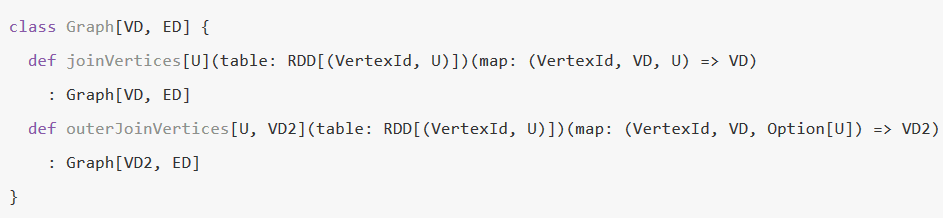 class Graph[VD, ED] {
  def joinVertices[U](table: RDD[(VertexId, U)])(map: (VertexId, VD, U) => VD)
    : Graph[VD, ED]
  def outerJoinVertices[U, VD2](table: RDD[(VertexId, U)])(map: (VertexId, VD, Option[U]) => VD2)
    : Graph[VD2, ED]
}